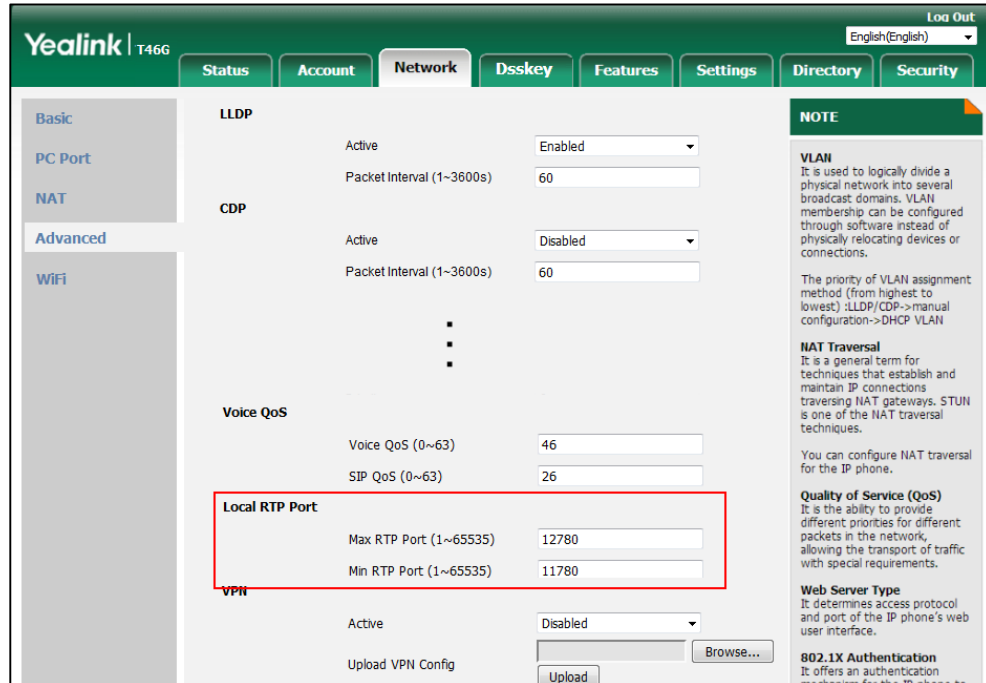 Log Out
Yealink T46G
English(English)
Status Account Network Dsskey Features Settings Directory Security
Basic
PC Port
NAT
Advanced
WiFi
LLDP
Active Enabled
Packet Interval (1~3600s) 60
CDP
Active Disabled
Packet Interval (1~3600s) 60
Voice QoS
Voice QoS (0~63) 46
SIP QoS (0~63) 26
Local RTP Port
Max RTP Port (1~65535) 12780
Min RTP Port (1~65535) 11780
VPN
Active Disabled
Upload VPN Config Browse...
Upload
NOTE
VLAN
It is used to logically divide a
physical network into several
broadcast domains. VLAN
membership can be configured
through software instead of
physically relocating devices or
connections.
The priority of VLAN assignment
method (from highest to
lowest) :LLDP/CDP->manual
configuration->DHCP VLAN
NAT Traversal
It is a general term for
techniques that establish and
maintain IP connections
traversing NAT gateways. STUN
is one of the NAT traversal
techniques.
You can configure NAT traversal
for the IP phone.
Quality of Service (QoS)
It is the ability to provide
different priorities for different
packets in the network,
allowing the transport of traffic
with special requirements.
Web Server Type
It determines access protocol
and port of the IP phone's web
user interface.
802.1X Authentication
It offers an authentication
mechanism for the IP phone to